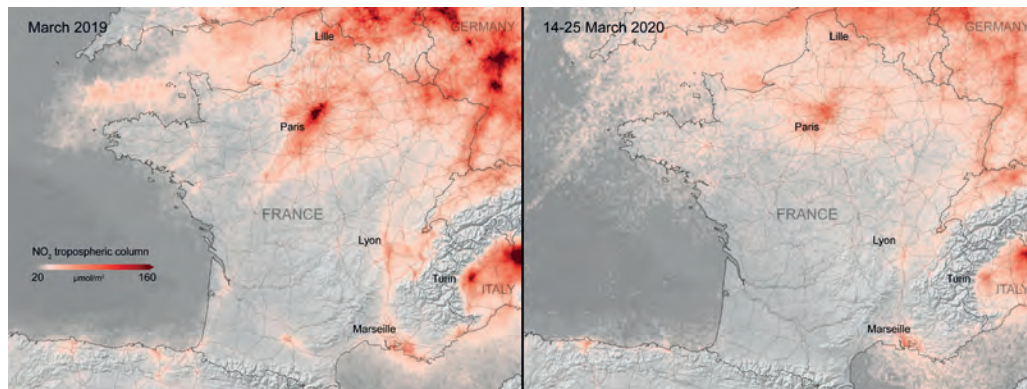 March 2019
GERMANY
Lille
Paris
FRANCE
NO₂ tropospheric column
20 µmol/m² 160
Lyon
Turin
ITALY
Marseille
14-25 March 2020
GERMANY
Lille
Paris
FRANCE
Lyon
Turin
ITALY
Marseille